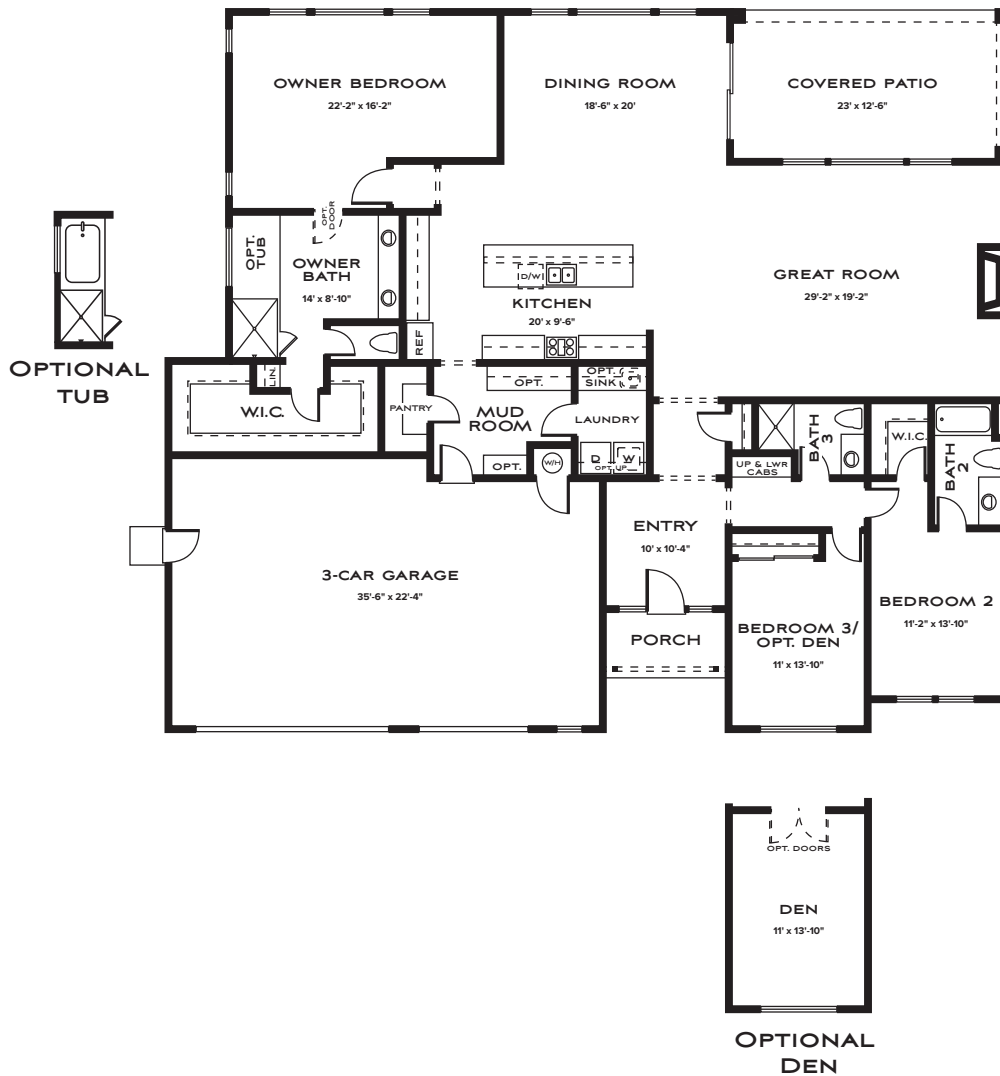 OWNER BEDROOM
22'-2" x 16'-2"
DINING ROOM
18'-6" x 20'
COVERED PATIO
23' x 12'-6"
OPT.
DOOR
OPT.
TUB
OWNER
BATH
14' x 8'-10"
D/W
KITCHEN
20' x 9'-6"
GREAT ROOM
29'-2" x 19'-2"
REF
OPTIONAL
TUB
LIN.
W.I.C.
PANTRY
OPT.
MUD
ROOM
OPT.
OPT.
SINK
LAUNDRY
W/H
D
W
OPT. UP
BATH
3
UP & LWR
CABS
W.I.C.
BATH
2
ENTRY
10' x 10'-4"
3-CAR GARAGE
35'-6" x 22'-4"
PORCH
BEDROOM 3/
OPT. DEN
11' x 13'-10"
BEDROOM 2
11'-2" x 13'-10"
OPT. DOORS
DEN
11' x 13'-10"
OPTIONAL
DEN